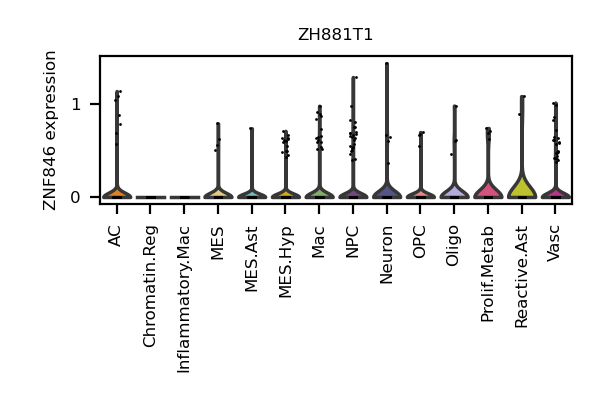 ZH881T1
ZNF846 expression
1
0
AC
Chromatin.Reg
Inflammatory.Mac
MES
MES.Ast
MES.Hyp
Mac
NPC
Neuron
OPC
Oligo
Prolif.Metab
Reactive.Ast
Vasc